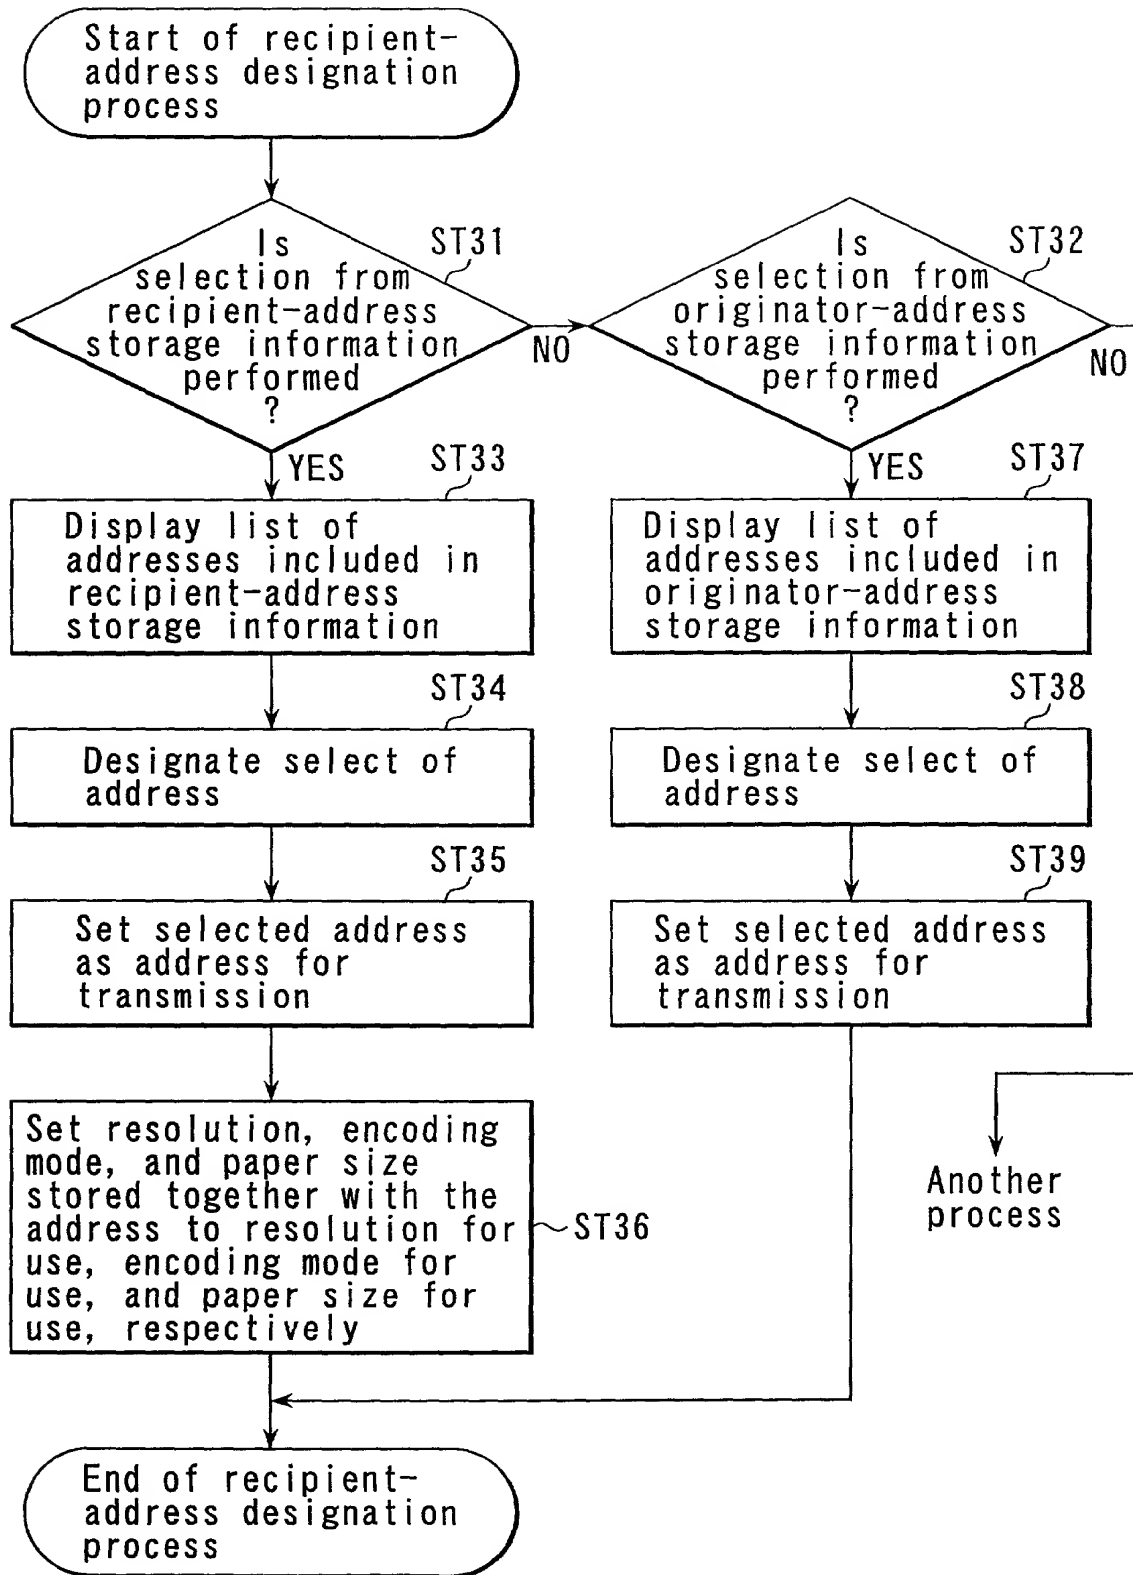 Start of recipient-
address designation
process
ST31
Is
selection from
recipient-address
storage information
performed
?
NO
YES
ST32
Is
selection from
originator-address
storage information
performed
?
NO
YES
ST33
Display list of
addresses included in
recipient-address
storage information
ST37
Display list of
addresses included in
originator-address
storage information
ST34
Designate select of
address
ST38
Designate select of
address
ST35
Set selected address
as address for
transmission
ST39
Set selected address
as address for
transmission
Set resolution, encoding
mode, and paper size
stored together with the
address to resolution for
use, encoding mode for
use, and paper size for
use, respectively
ST36
Another
process
End of recipient-
address designation
process